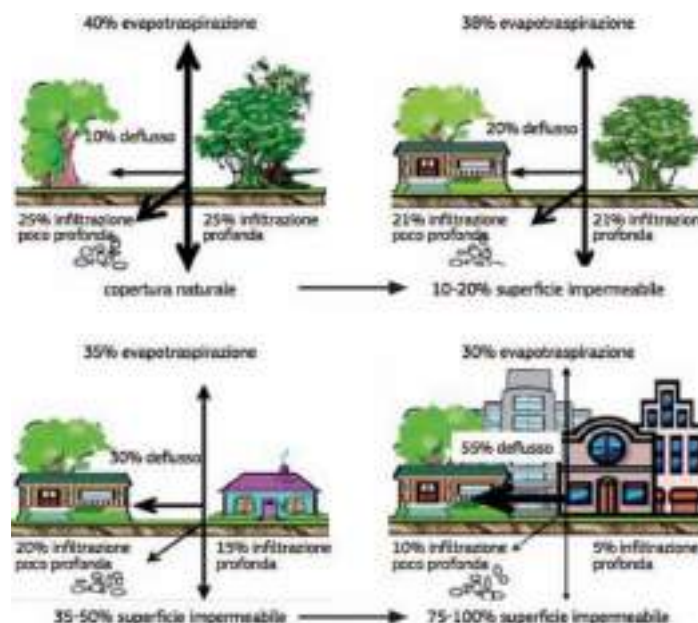 40% evapotraspirazione
10% deflusso
25% infiltrazione
poco profonda
25% infiltrazione
profonda
copertura naturale
38% evapotraspirazione
20% deflusso
21% infiltrazione
poco profonda
21% infiltrazione
profonda
10-20% superficie impermeabile
35% evapotraspirazione
30% deflusso
20% infiltrazione
poco profonda
15% infiltrazione
profonda
35-50% superficie impermeabile
30% evapotraspirazione
55% deflusso
10% infiltrazione
poco profonda
5% infiltrazione
profonda
75-100% superficie impermeabile